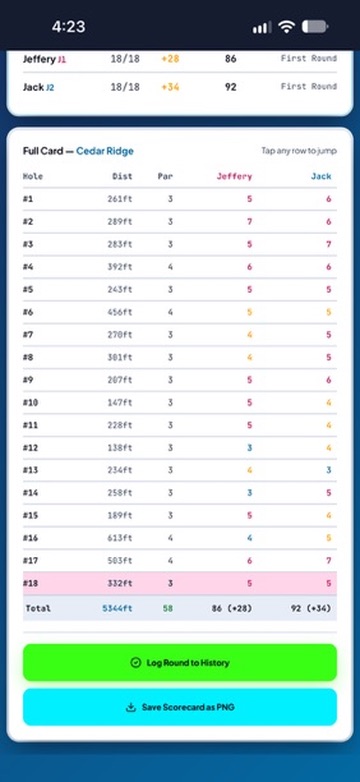 4:23
Jeffery J1 18/18 +28 86 First Round
Jack J2 18/18 +34 92 First Round
Full Card — Cedar Ridge Tap any row to jump
Hole Dist Par Jeffery Jack
#1 261ft 3 5 6
#2 289ft 3 7 6
#3 283ft 3 5 7
#4 392ft 4 6 6
#5 243ft 3 5 5
#6 456ft 4 5 5
#7 270ft 3 4 5
#8 301ft 3 4 5
#9 207ft 3 5 6
#10 147ft 3 5 4
#11 228ft 3 5 4
#12 138ft 3 3 4
#13 234ft 3 4 3
#14 258ft 3 3 5
#15 189ft 3 5 4
#16 613ft 4 4 5
#17 503ft 4 6 7
#18 332ft 3 5 5
Total 5344ft 58 86 (+28) 92 (+34)
Log Round to History
Save Scorecard as PNG